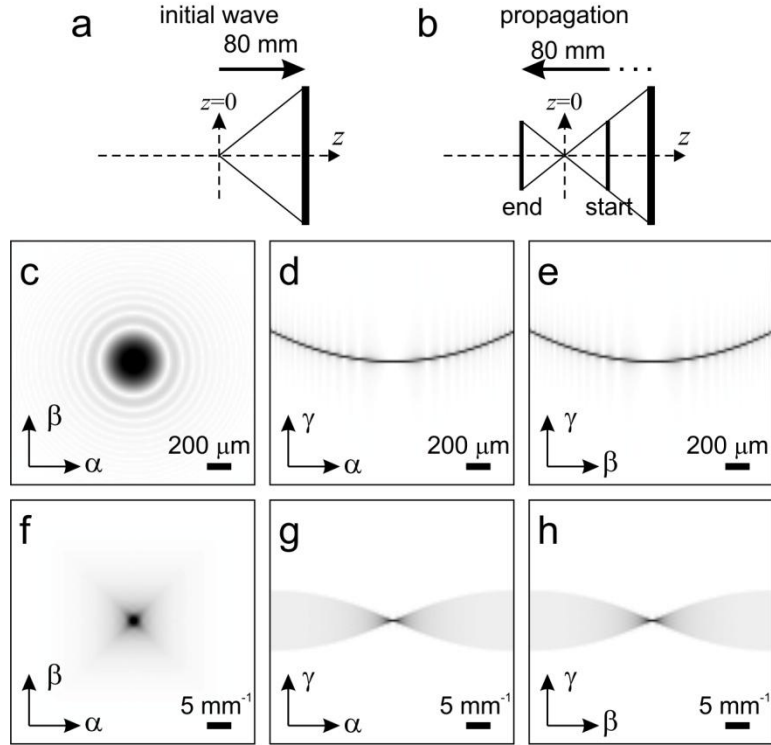 a
initial wave
80 mm
z=0
z
b
propagation
80 mm
z=0
z
end
start
c
β
α
200 μm
d
γ
α
200 μm
e
γ
β
200 μm
f
β
α
5 mm⁻¹
g
γ
α
5 mm⁻¹
h
γ
β
5 mm⁻¹